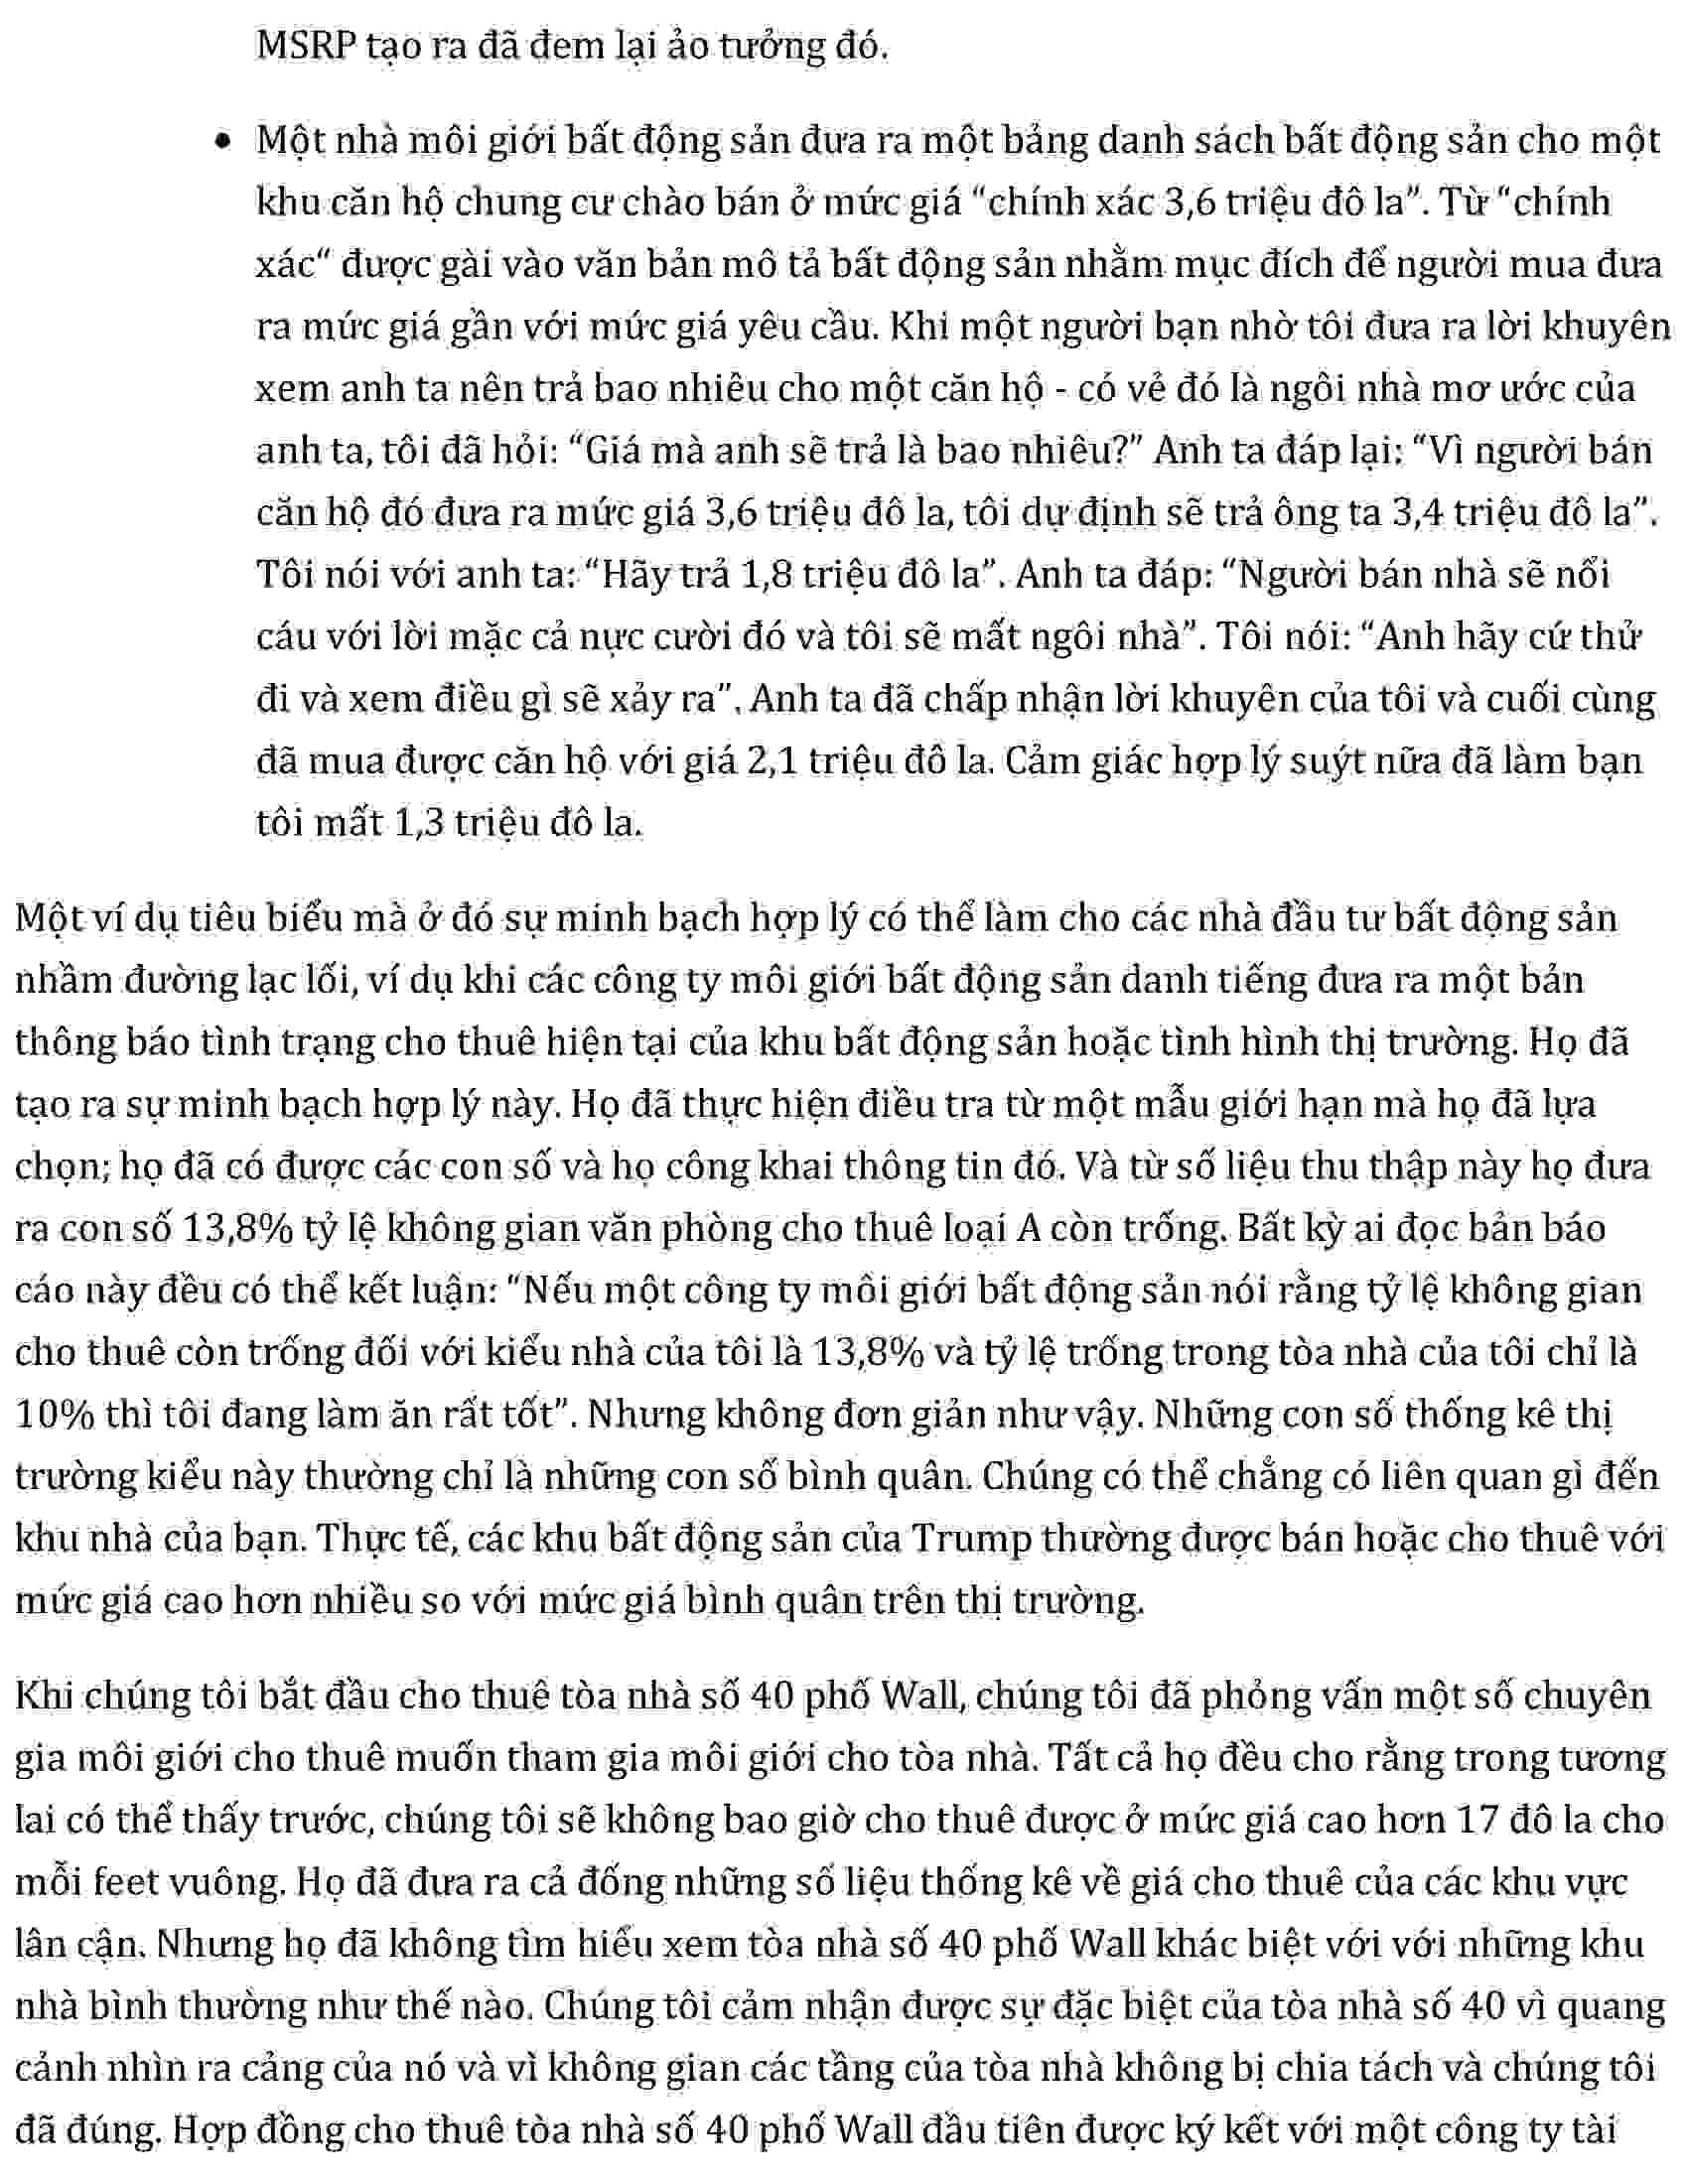 MSRP tạo ra đã đem lại ảo tưởng đó.
• Một nhà môi giới bất động sản đưa ra một bảng danh sách bất động sản cho một
khu căn hộ chung cư chào bán ở mức giá “chính xác 3,6 triệu đô la”. Từ “chính
xác“ được gài vào văn bản mô tả bất động sản nhằm mục đích để người mua đưa
ra mức giá gần với mức giá yêu cầu. Khi một người bạn nhờ tôi đưa ra lời khuyên
xem anh ta nên trả bao nhiêu cho một căn hộ - có vẻ đó là ngôi nhà mơ ước của
anh ta, tôi đã hỏi: “Giá mà anh sẽ trả là bao nhiêu?” Anh ta đáp lại: “Vì người bán
căn hộ đó đưa ra mức giá 3,6 triệu đô la, tôi dự định sẽ trả ông ta 3,4 triệu đô la”.
Tôi nói với anh ta: “Hãy trả 1,8 triệu đô la”. Anh ta đáp: “Người bán nhà sẽ nổi
cáu với lời mặc cả nực cười đó và tôi sẽ mất ngôi nhà”. Tôi nói: “Anh hãy cứ thử
đi và xem điều gì sẽ xảy ra”. Anh ta đã chấp nhận lời khuyên của tôi và cuối cùng
đã mua được căn hộ với giá 2,1 triệu đô la. Cảm giác hợp lý suýt nữa đã làm bạn
tôi mất 1,3 triệu đô la.
Một ví dụ tiêu biểu mà ở đó sự minh bạch hợp lý có thể làm cho các nhà đầu tư bất động sản
nhầm đường lạc lối, ví dụ khi các công ty môi giới bất động sản danh tiếng đưa ra một bản
thông báo tình trạng cho thuê hiện tại của khu bất động sản hoặc tình hình thị trường. Họ đã
tạo ra sự minh bạch hợp lý này. Họ đã thực hiện điều tra từ một mẫu giới hạn mà họ đã lựa
chọn; họ đã có được các con số và họ công khai thông tin đó. Và từ số liệu thu thập này họ đưa
ra con số 13,8% tỷ lệ không gian văn phòng cho thuê loại A còn trống. Bất kỳ ai đọc bản báo
cáo này đều có thể kết luận: “Nếu một công ty môi giới bất động sản nói rằng tỷ lệ không gian
cho thuê còn trống đối với kiểu nhà của tôi là 13,8% và tỷ lệ trống trong tòa nhà của tôi chỉ là
10% thì tôi đang làm ăn rất tốt”. Nhưng không đơn giản như vậy. Những con số thống kê thị
trường kiểu này thường chỉ là những con số bình quân. Chúng có thể chẳng có liên quan gì đến
khu nhà của bạn. Thực tế, các khu bất động sản của Trump thường được bán hoặc cho thuê với
mức giá cao hơn nhiều so với mức giá bình quân trên thị trường.
Khi chúng tôi bắt đầu cho thuê tòa nhà số 40 phố Wall, chúng tôi đã phỏng vấn một số chuyên
gia môi giới cho thuê muốn tham gia môi giới cho tòa nhà. Tất cả họ đều cho rằng trong tương
lai có thể thấy trước, chúng tôi sẽ không bao giờ cho thuê được ở mức giá cao hơn 17 đô la cho
mỗi feet vuông. Họ đã đưa ra cả đống những số liệu thống kê về giá cho thuê của các khu vực
lân cận. Nhưng họ đã không tìm hiểu xem tòa nhà số 40 phố Wall khác biệt với với những khu
nhà bình thường như thế nào. Chúng tôi cảm nhận được sự đặc biệt của tòa nhà số 40 vì quang
cảnh nhìn ra cảng của nó và vì không gian các tầng của tòa nhà không bị chia tách và chúng tôi
đã đúng. Hợp đồng cho thuê tòa nhà số 40 phố Wall đầu tiên được ký kết với một công ty tài